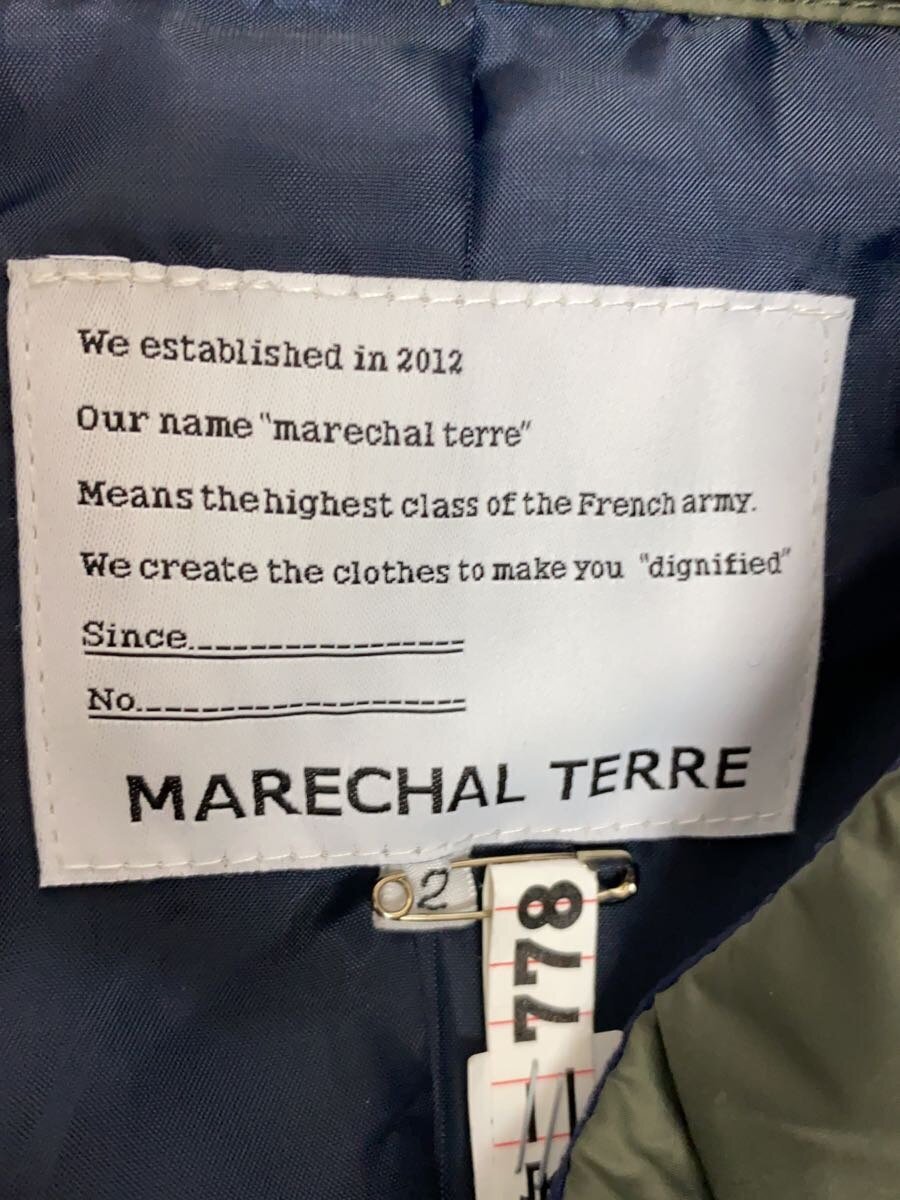 We established in 2012
Our name "marechal terre"
Means the highest class of the French army.
We create the clothes to make you "dignified"
Since
No.
MARECHAL TERRE
2
778